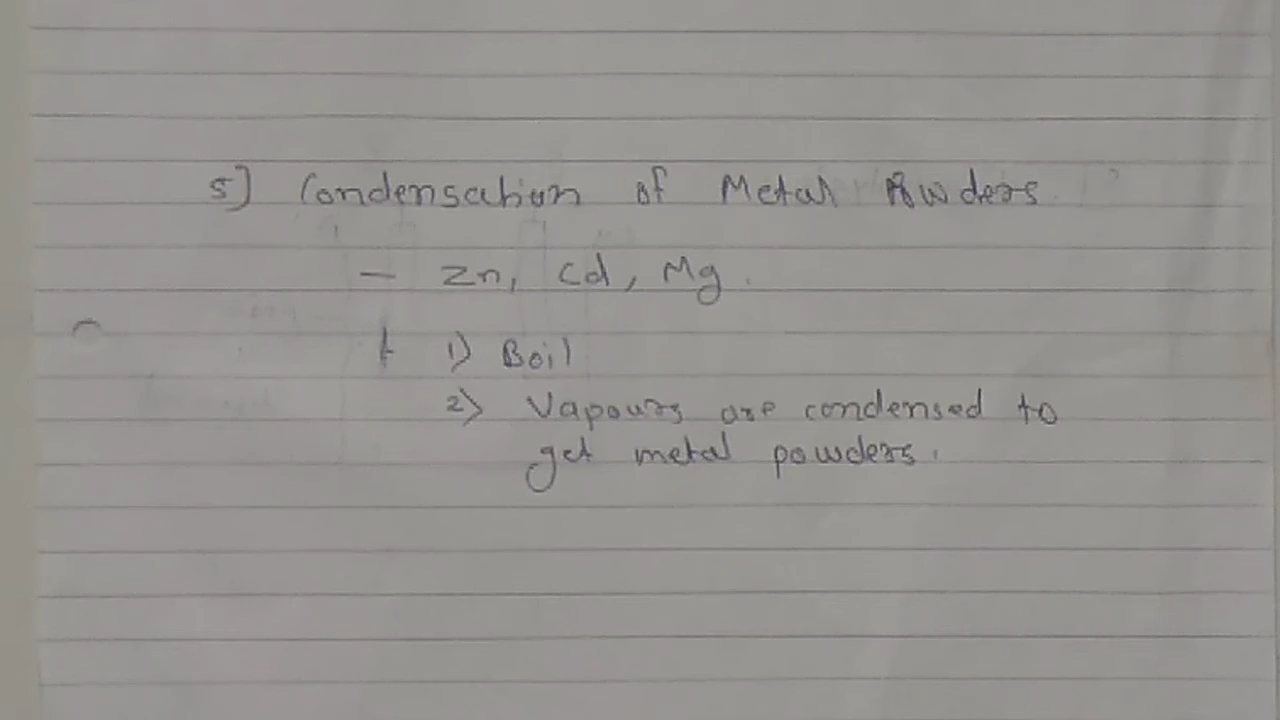 5] Condensation of Metal Powders
- Zn, Cd, Mg.
1) Boil
2) Vapours are condensed to
get metal powders.